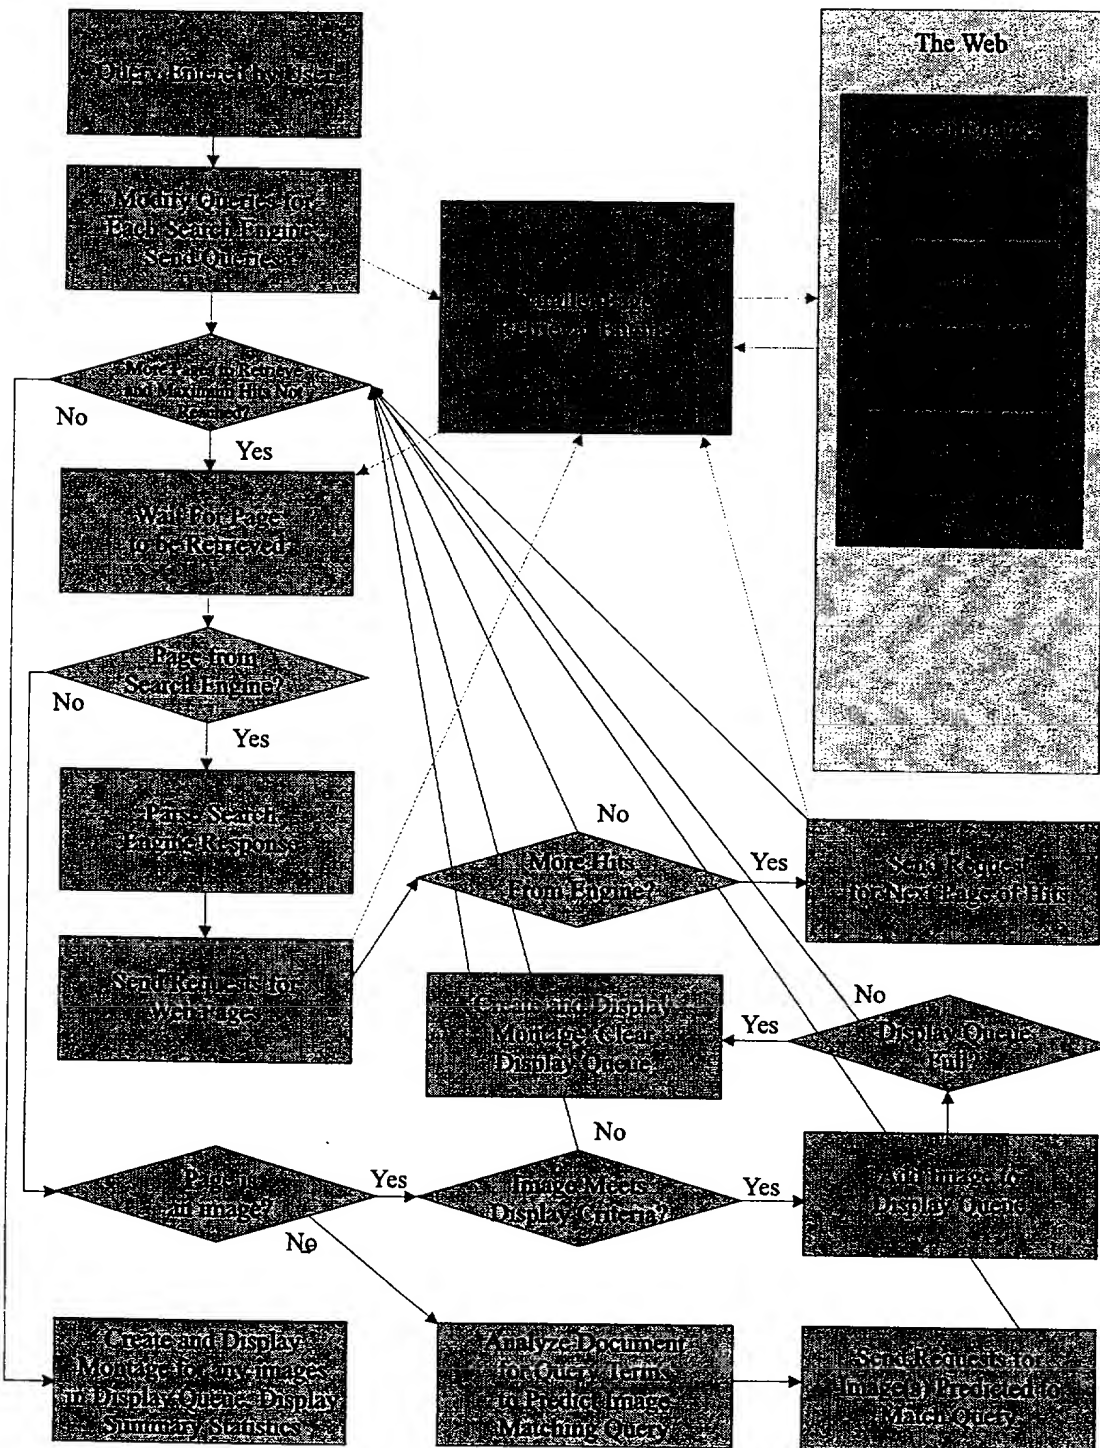 Query Entered by User
The Web
Modify Queries for
Each Search Engine
Send Queries
Parallel Page
Retrieval Engine
More Pages to Retrieve
and Maximum Hits Not
Reached?
No
Yes
Wait For Page
to be Retrieved
Page from
Search Engine?
No
Yes
Parse Search
Engine Response
No
More Hits
From Engine?
Yes
Send Request
for Next Page of Hits
Send Requests for
Web Pages
Create and Display
Montage. Clear
Display Queue
Yes
No
Display Queue
Full?
Page is
an image?
Yes
No
No
Image Meets
Display Criteria?
Yes
Add Image to
Display Queue
Create and Display
Montage for any images
in Display Queue. Display
Summary Statistics
Analyze Document
for Query Terms
to Predict Image
Matching Query
Send Requests for
Image(s) Predicted to
Match Query